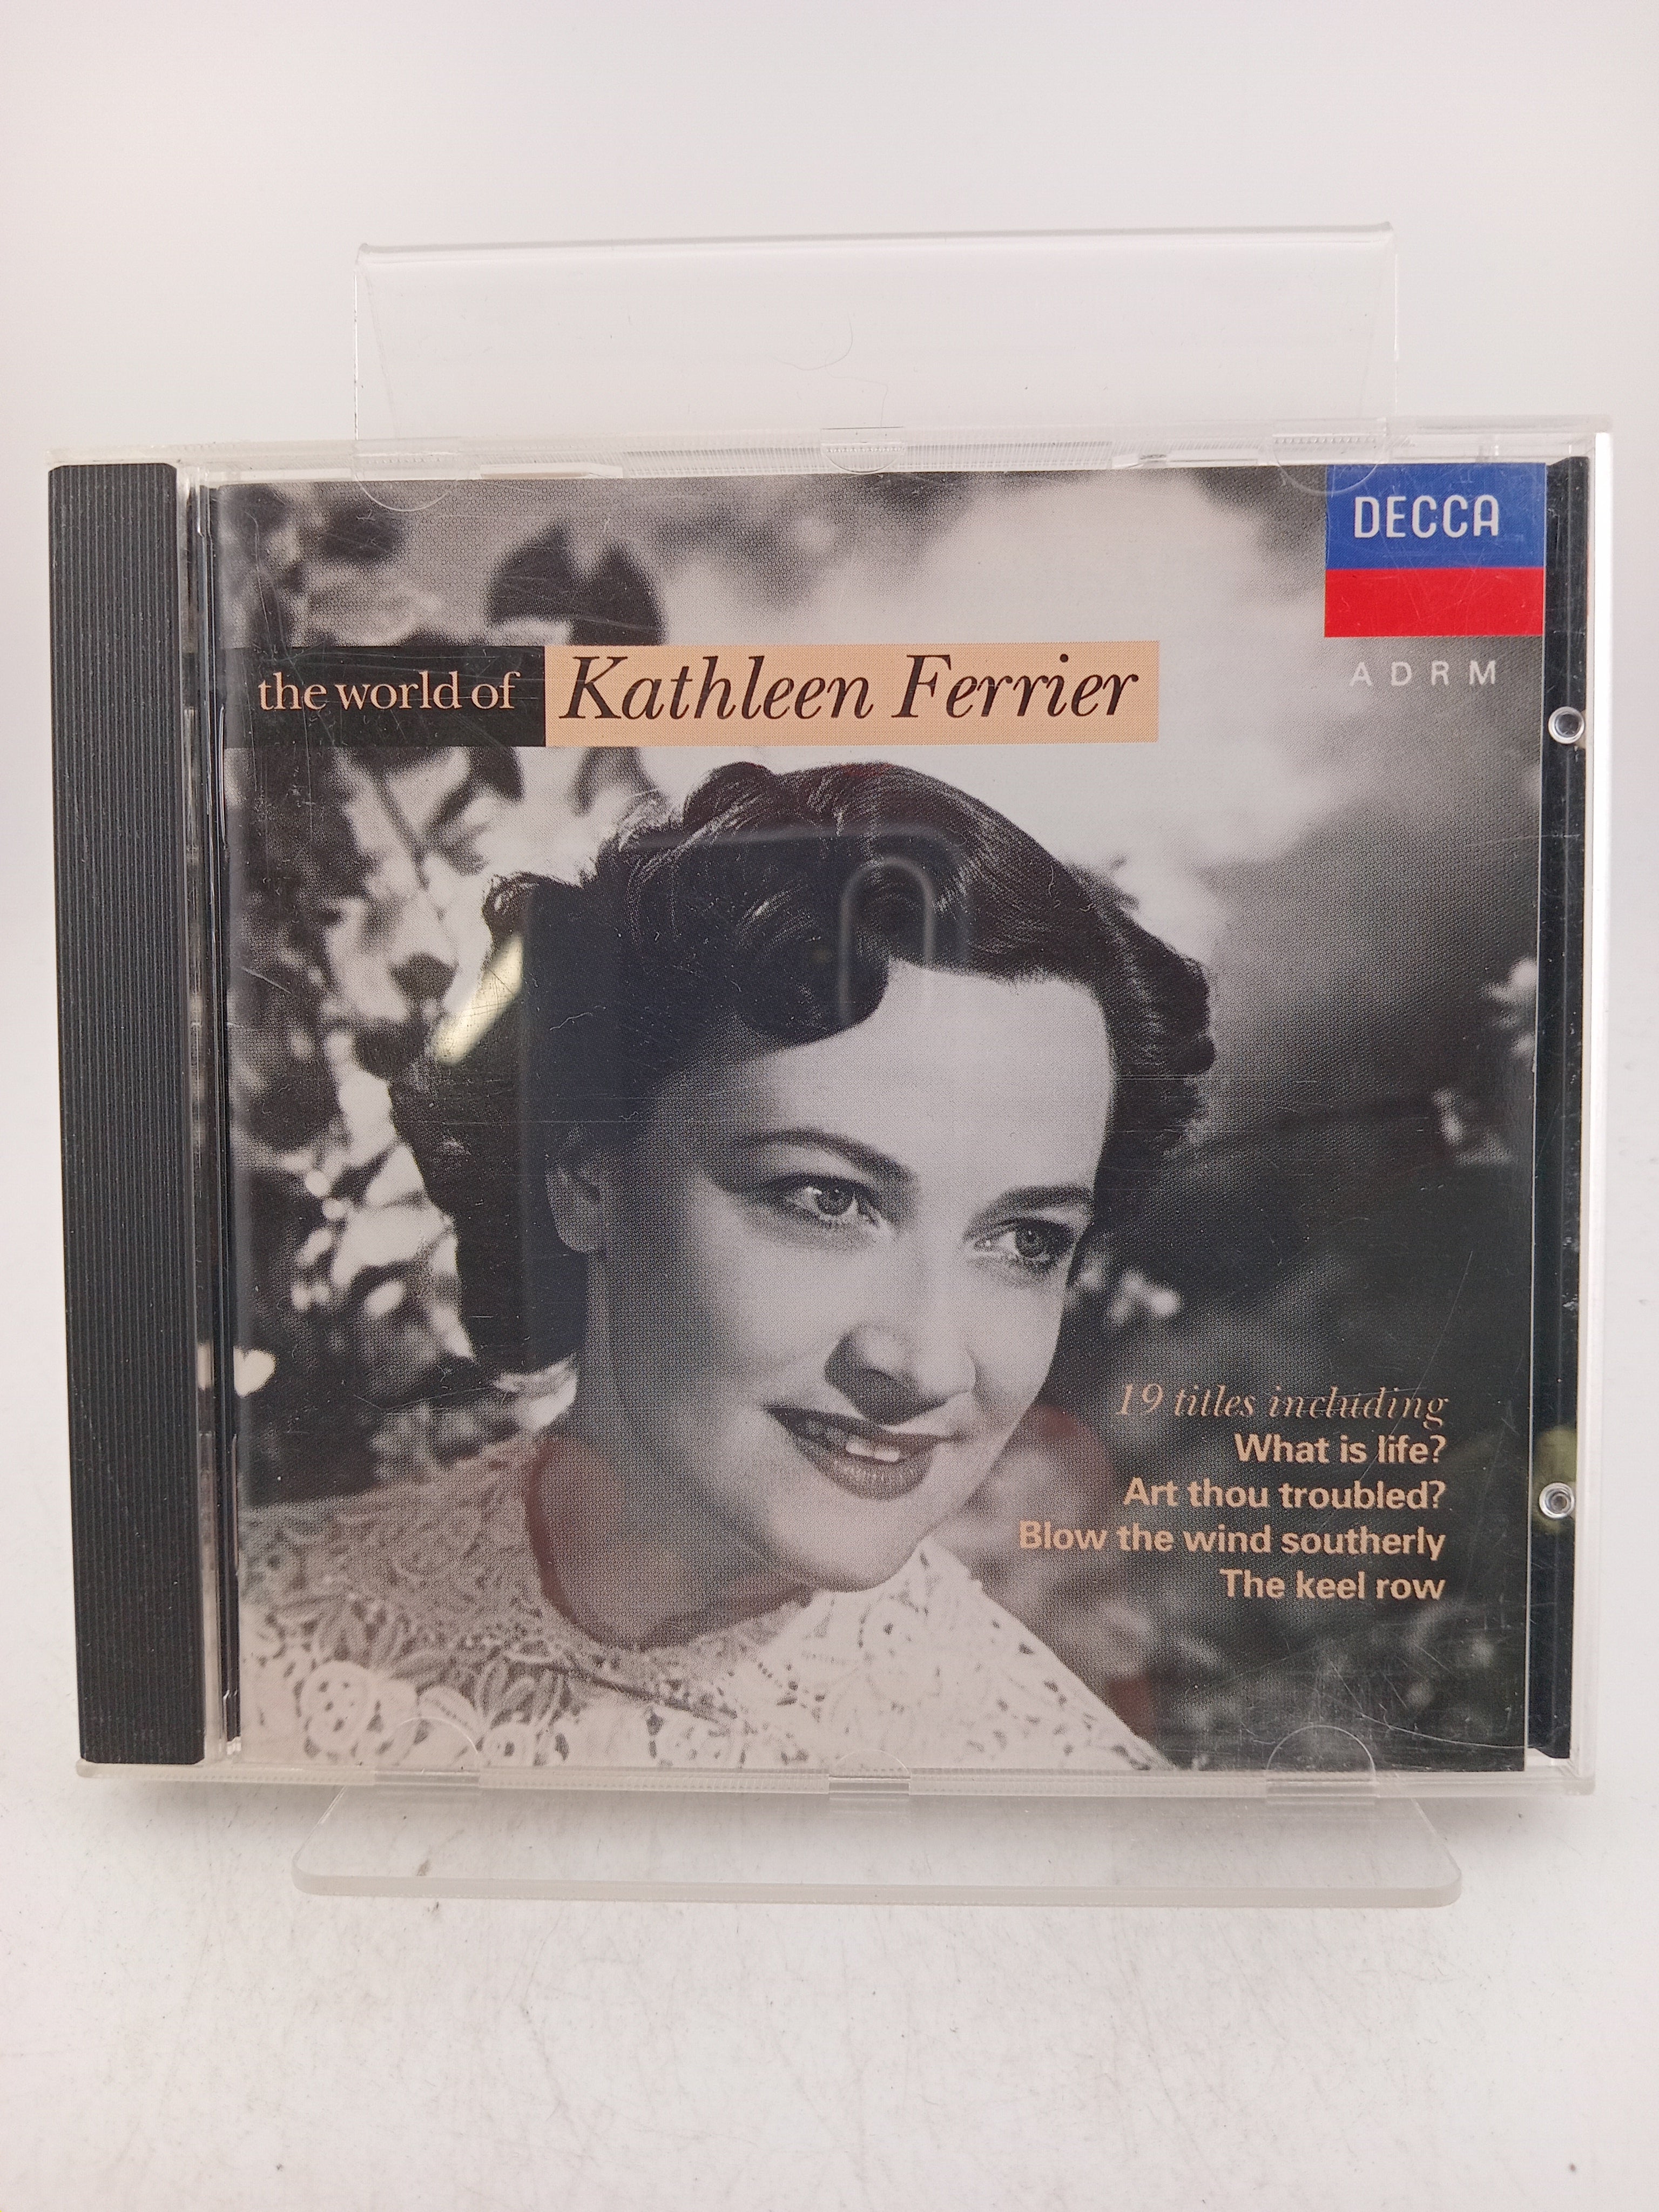 DECCA
the world of Kathleen Ferrier
ADRM
19 titles including
What is life?
Art thou troubled?
Blow the wind southerly
The keel row